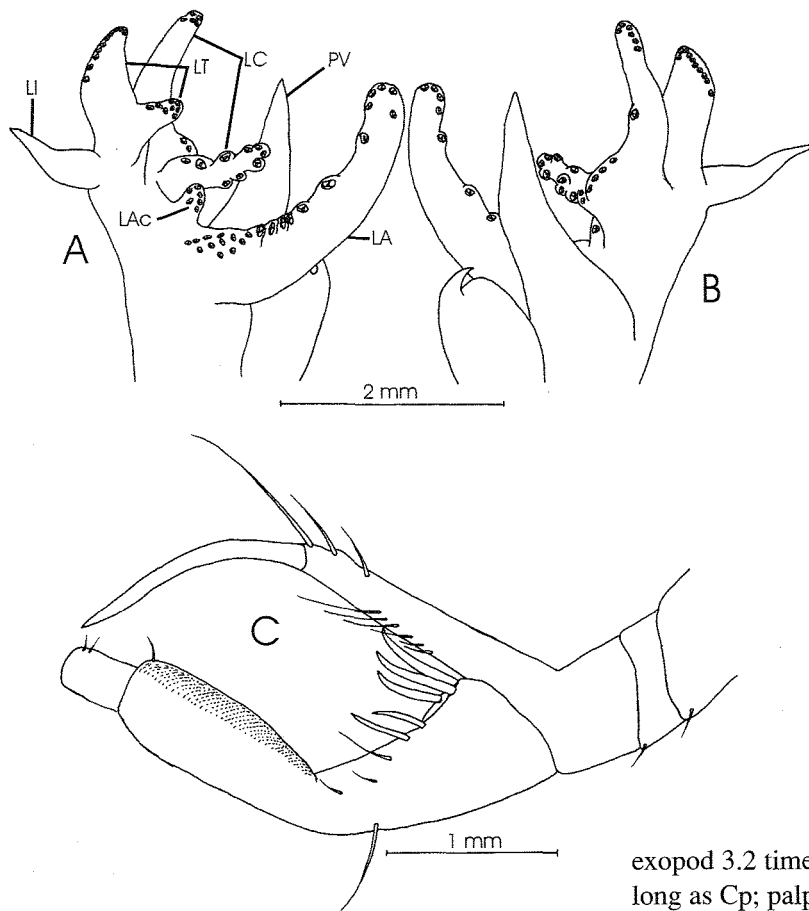 LI
LT
LC
PV
LAc
A
LA
B
2 mm
C
1 mm
exopod 3.2 time
long as Cp; palp